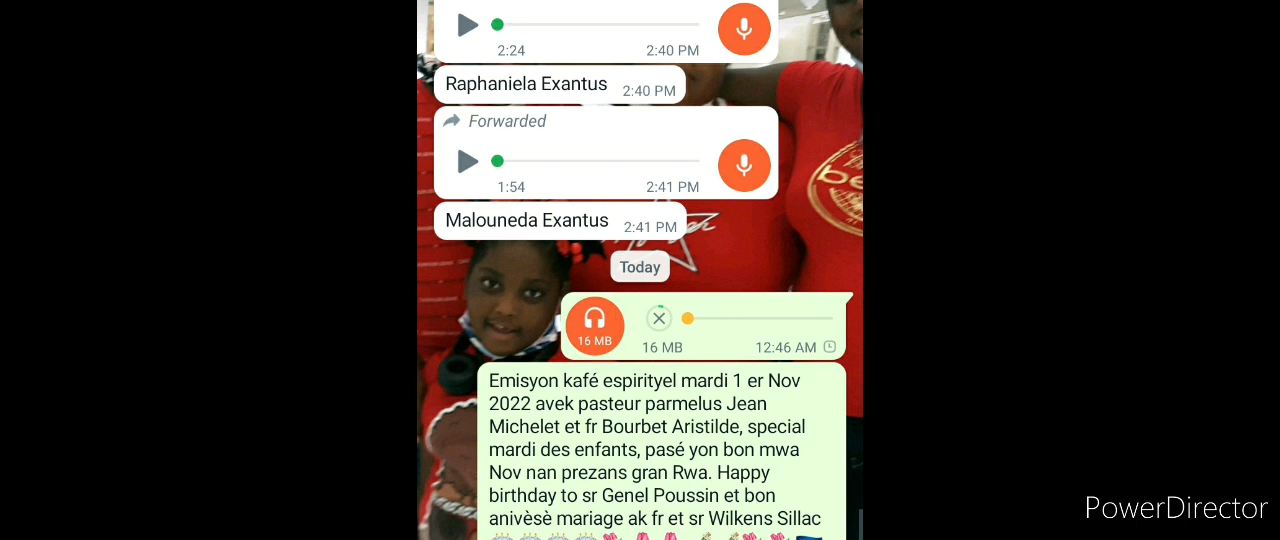 2:24 2:40 PM
Raphaniela Exantus 2:40 PM
Forwarded
1:54 2:41 PM
Malouneda Exantus 2:41 PM
be
Today
16 MB
16 MB 12:46 AM
Emisyon kafé espirityel mardi 1 er Nov
2022 avek pasteur parmelus Jean
Michelet et fr Bourbet Aristilde, special
mardi des enfants, pasé yon bon mwa
Nov nan prezans gran Rwa. Happy
birthday to sr Genel Poussin et bon
anivèsè mariage ak fr et sr Wilkens Sillac
PowerDirector